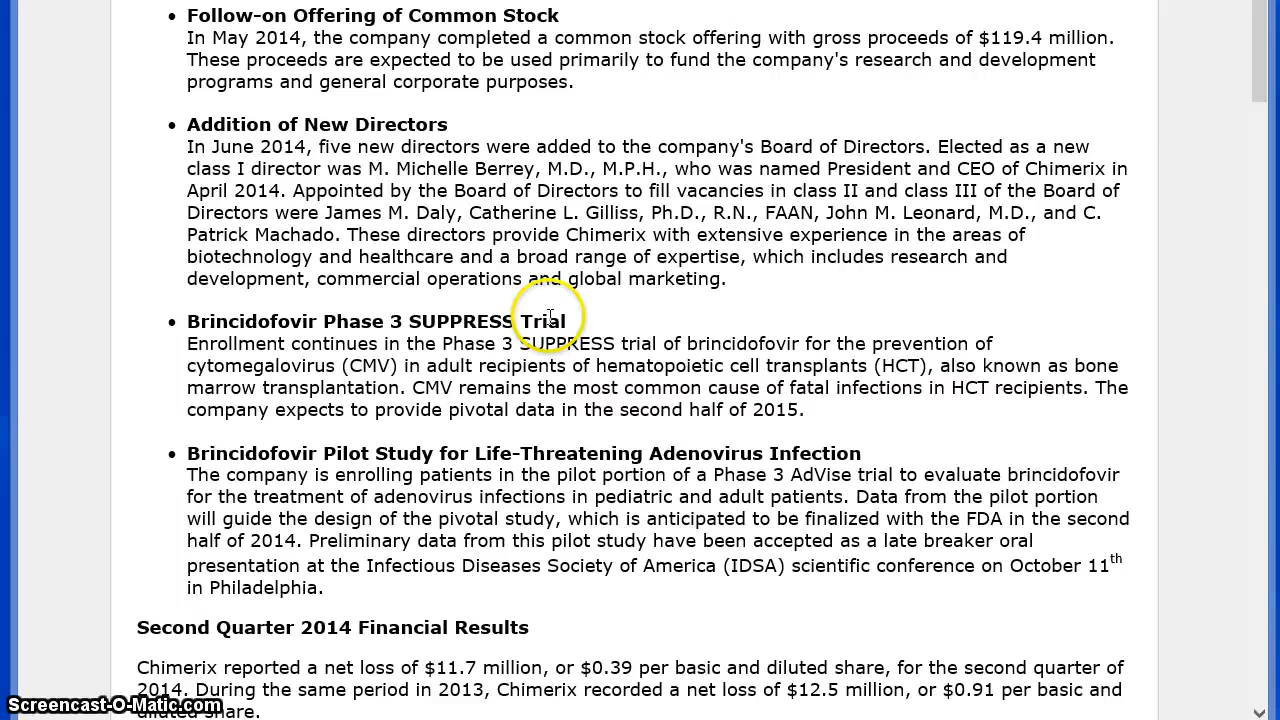 Follow-on Offering of Common Stock
In May 2014, the company completed a common stock offering with gross proceeds of $119.4 million.
These proceeds are expected to be used primarily to fund the company's research and development
programs and general corporate purposes.
Addition of New Directors
In June 2014, five new directors were added to the company's Board of Directors. Elected as a new
class I director was M. Michelle Berrey, M.D., M.P.H., who was named President and CEO of Chimerix in
April 2014. Appointed by the Board of Directors to fill vacancies in class II and class III of the Board of
Directors were James M. Daly, Catherine L. Gilliss, Ph.D., R.N., FAAN, John M. Leonard, M.D., and C.
Patrick Machado. These directors provide Chimerix with extensive experience in the areas of
biotechnology and healthcare and a broad range of expertise, which includes research and
development, commercial operations and global marketing.
Brincidofovir Phase 3 SUPPRESS Trial
Enrollment continues in the Phase 3 SUPPRESS trial of brincidofovir for the prevention of
cytomegalovirus (CMV) in adult recipients of hematopoietic cell transplants (HCT), also known as bone
marrow transplantation. CMV remains the most common cause of fatal infections in HCT recipients. The
company expects to provide pivotal data in the second half of 2015.
Brincidofovir Pilot Study for Life-Threatening Adenovirus Infection
The company is enrolling patients in the pilot portion of a Phase 3 AdVise trial to evaluate brincidofovir
for the treatment of adenovirus infections in pediatric and adult patients. Data from the pilot portion
will guide the design of the pivotal study, which is anticipated to be finalized with the FDA in the second
half of 2014. Preliminary data from this pilot study have been accepted as a late breaker oral
presentation at the Infectious Diseases Society of America (IDSA) scientific conference on October 11th
in Philadelphia.
Second Quarter 2014 Financial Results
Chimerix reported a net loss of $11.7 million, or $0.39 per basic and diluted share, for the second quarter of
2014. During the same period in 2013, Chimerix recorded a net loss of $12.5 million, or $0.91 per basic and
diluted share.
Screencast-O-Matic.com